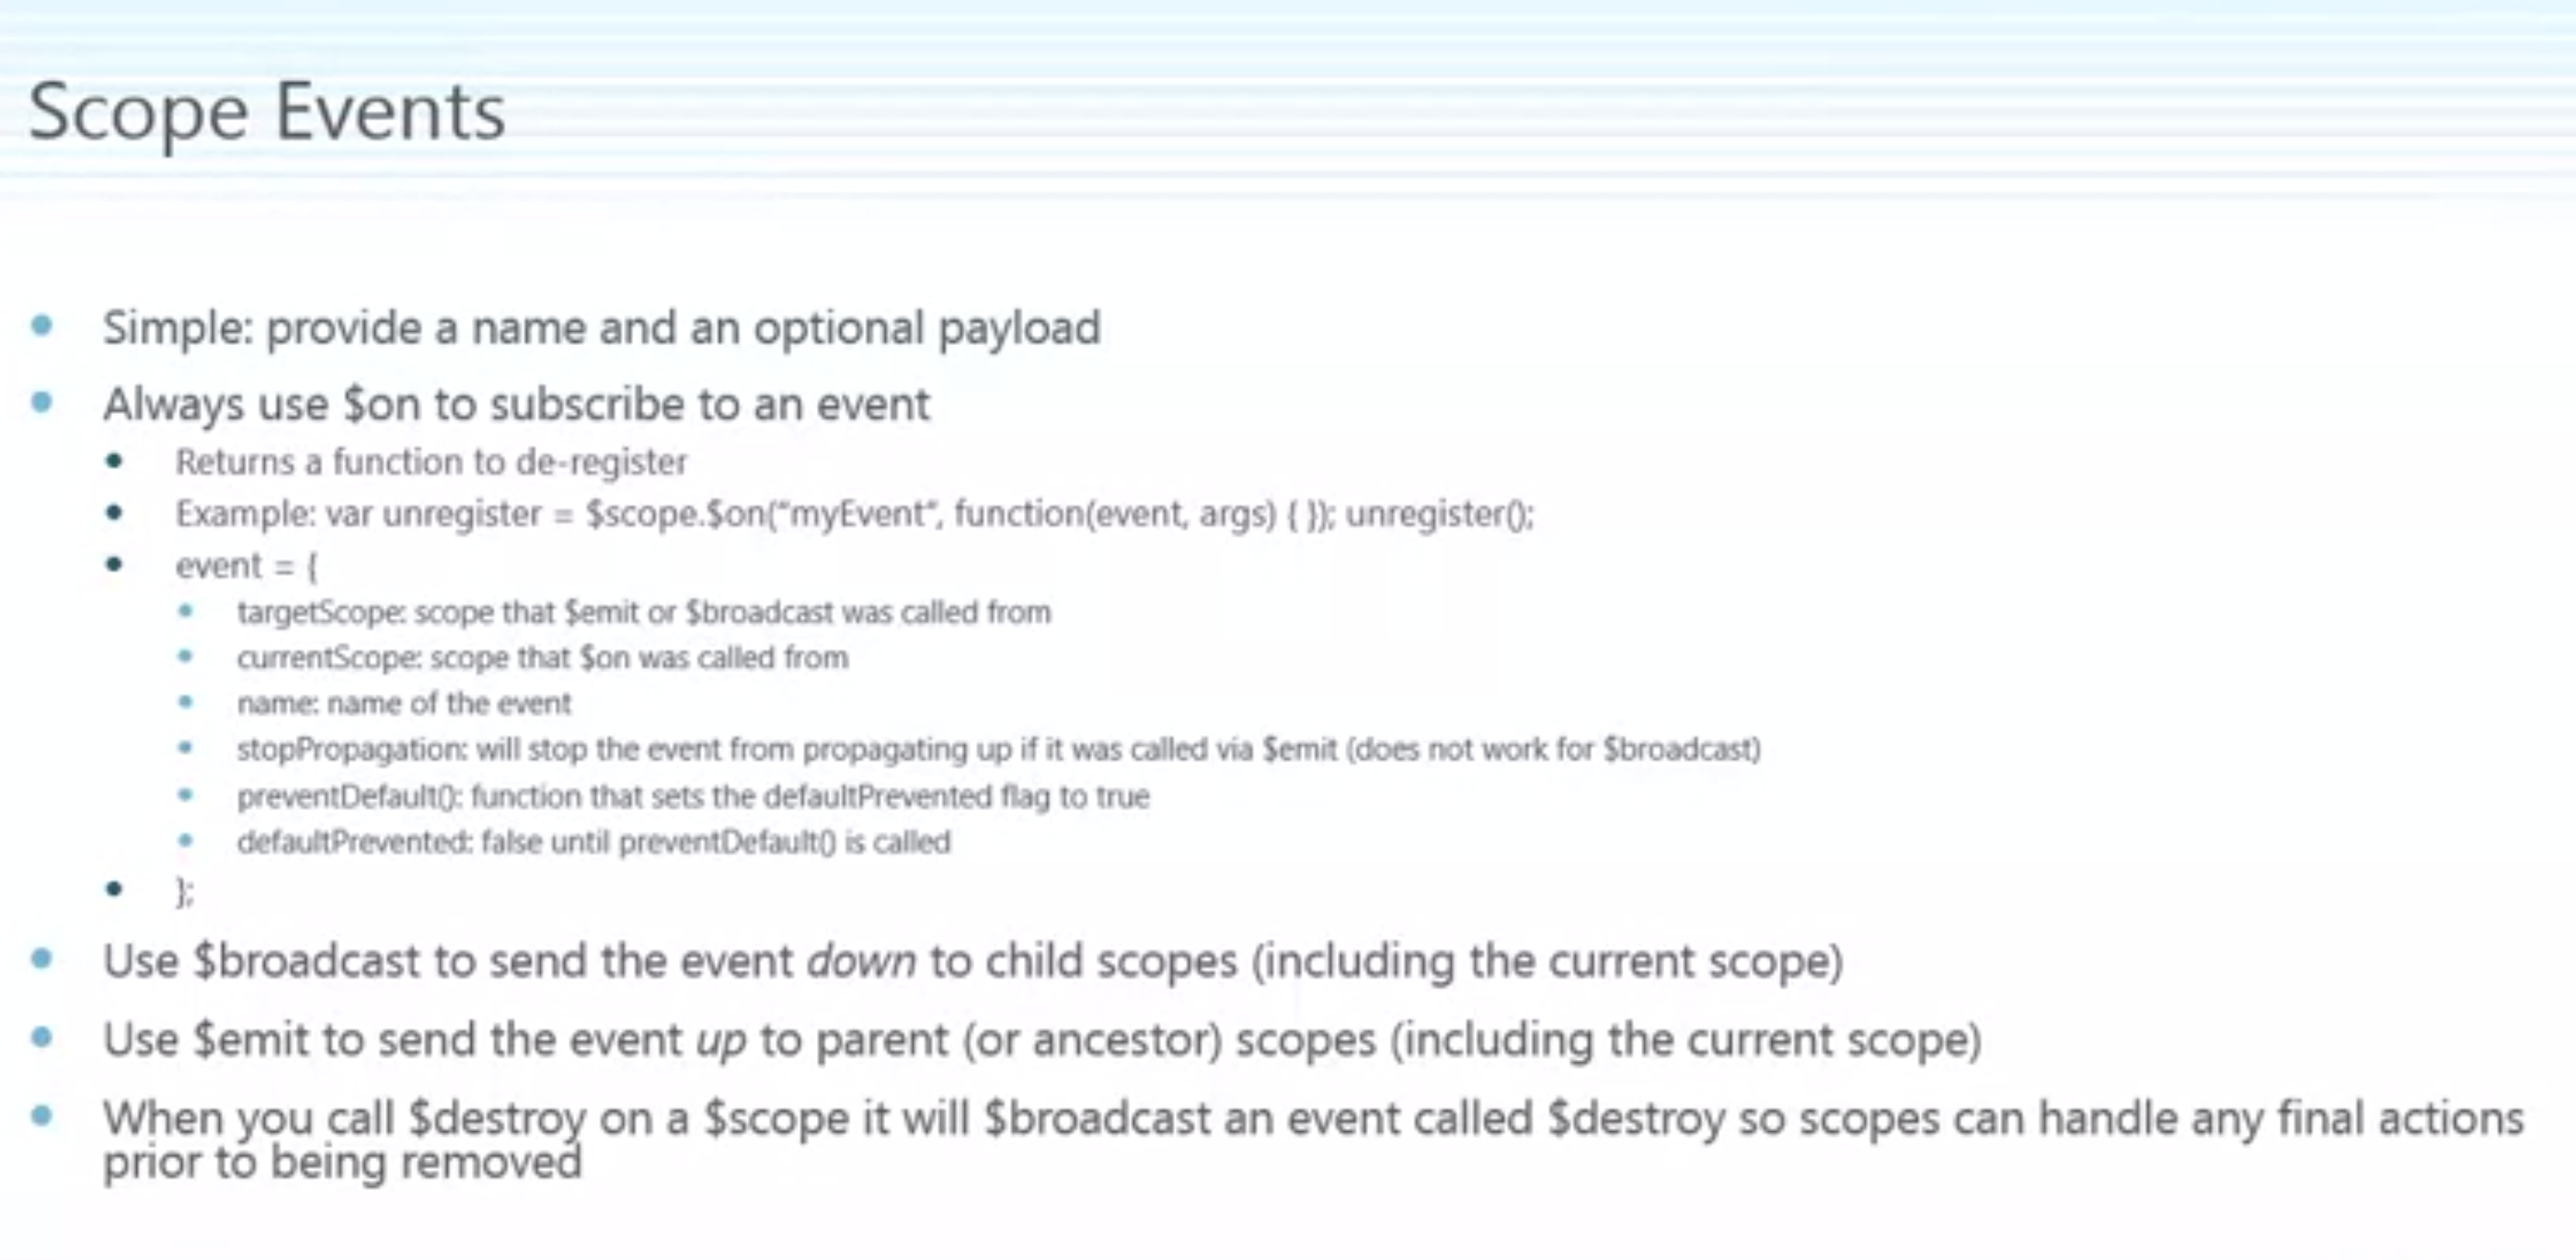 Scope Events
Simple: provide a name and an optional payload
Always use $on to subscribe to an event
Returns a function to de-register
Example: var unregister = $scope.$on("myEvent", function(event, args) { }); unregister();
event = {
targetScope: scope that $emit or $broadcast was called from
currentScope: scope that $on was called from
name: name of the event
stopPropagation: will stop the event from propagating up if it was called via $emit (does not work for $broadcast)
preventDefault(): function that sets the defaultPrevented flag to true
defaultPrevented: false until preventDefault() is called
};
Use $broadcast to send the event down to child scopes (including the current scope)
Use $emit to send the event up to parent (or ancestor) scopes (including the current scope)
When you call $destroy on a $scope it will $broadcast an event called $destroy so scopes can handle any final actions
prior to being removed